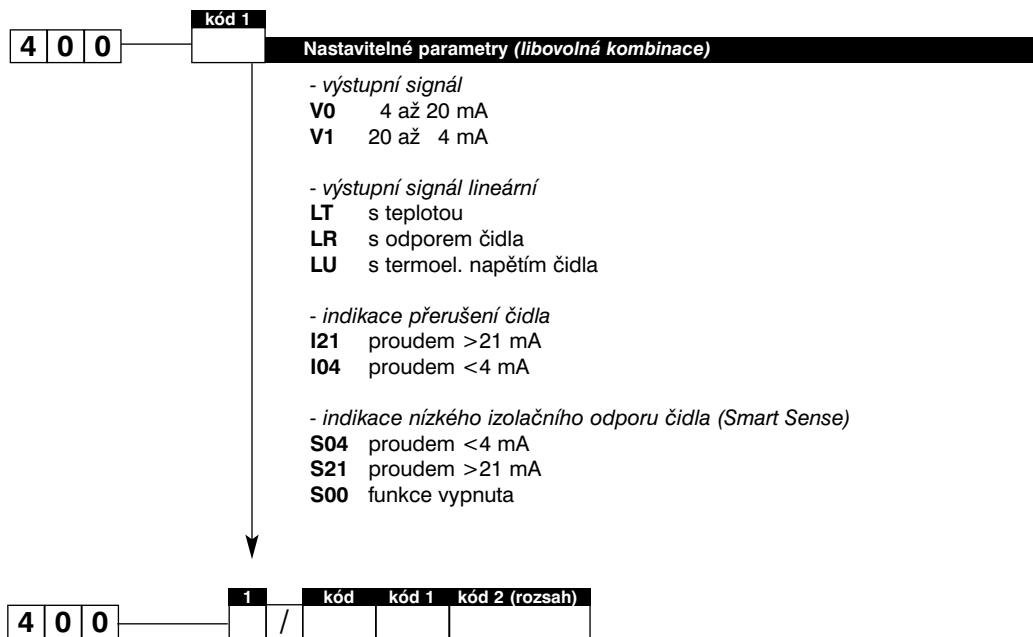 kód 1
4 0 0
Nastavitelné parametry (libovolná kombinace)
- výstupní signál
V0 4 až 20 mA
V1 20 až 4 mA
- výstupní signál lineární
LT s teplotou
LR s odporem čidla
LU s termoel. napětím čidla
- indikace přerušení čidla
I21 proudem >21 mA
I04 proudem <4 mA
- indikace nízkého izolačního odporu čidla (Smart Sense)
S04 proudem <4 mA
S21 proudem >21 mA
S00 funkce vypnuta
1 kód kód 1 kód 2 (rozsah)
4 0 0 /